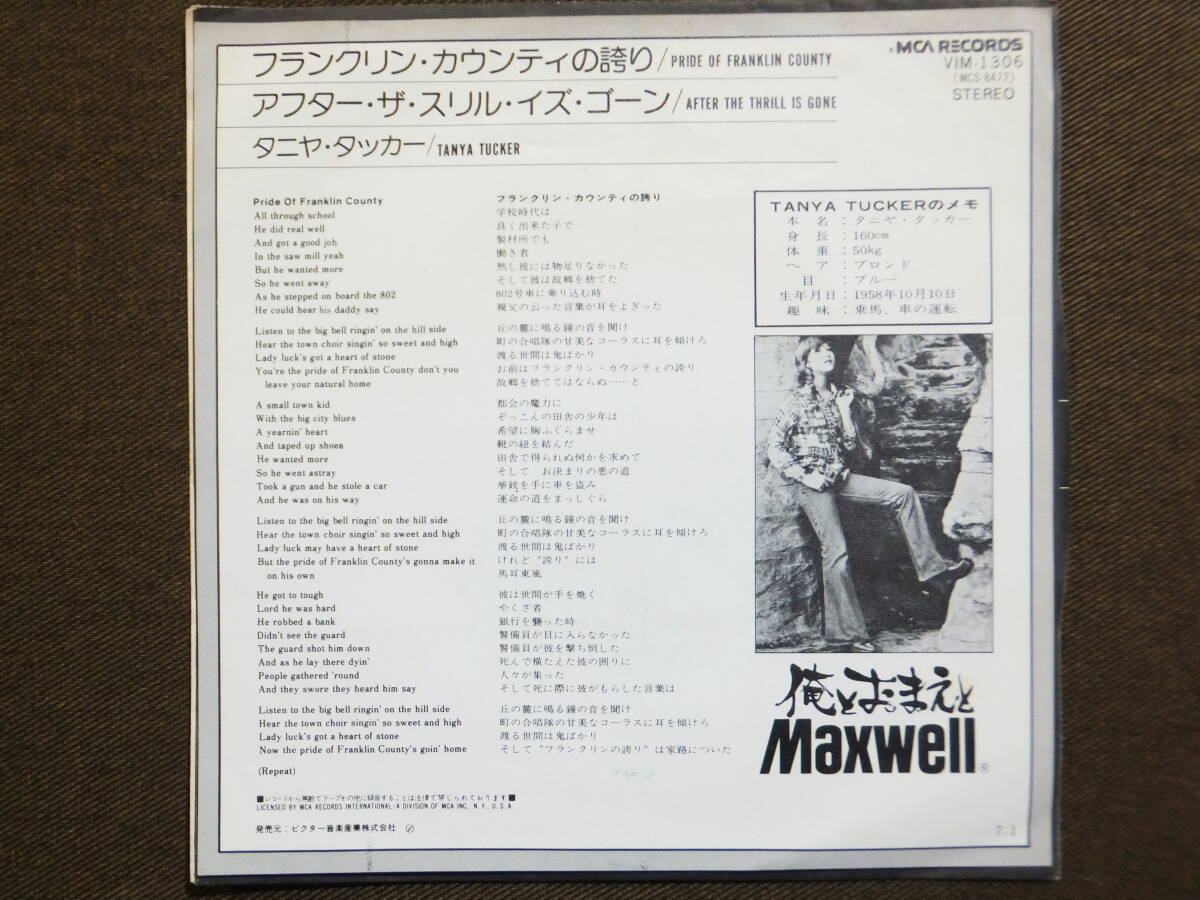 フランクリン・カウンティの誇り/PRIDE OF FRANKLIN COUNTY
アフター・ザ・スリル・イズ・ゴーン/AFTER THE THRILL IS GONE
タニヤ・タッカー/TANYA TUCKER
MCA RECORDS
VIM-1306
(MCS-8472)
STEREO
Pride Of Franklin County
All through school
He did real well
And got a good job
In the saw mill yeah
But he wanted more
So he went away
As he stepped on board the 802
He could hear his daddy say
Listen to the big bell ringin' on the hill side
Hear the town choir singin' so sweet and high
Lady luck's got a heart of stone
You're the pride of Franklin County don't you
leave your natural home
A small town kid
With the big city blues
A yearnin' heart
And taped up shoes
He wanted more
So he went astray
Took a gun and he stole a car
And he was on his way
Listen to the big bell ringin' on the hill side
Hear the town choir singin' so sweet and high
Lady luck may have a heart of stone
But the pride of Franklin County's gonna make it
on his own
He got to tough
Lord he was hard
He robbed a bank
Didn't see the guard
The guard shot him down
And as he lay there dyin'
People gathered 'round
And they swore they heard him say
Listen to the big bell ringin' on the hill side
Hear the town choir singin' so sweet and high
Lady luck's got a heart of stone
Now the pride of Franklin County's goin' home
(Repeat)
フランクリン・カウンティの誇り
学校時代は
良く出来た子で
製材所でも
働き者
然し彼には物足りなかった
そして彼は故郷を捨てた
802号車に乗り込む時
親父の云った言葉が耳をよぎった
丘の麓に鳴る鐘の音を聞け
町の合唱隊の甘美なコーラスに耳を傾けろ
渡る世間は鬼ばかり
お前はフランクリン・カウンティの誇り
故郷を捨ててはならぬ……と
都会の魔力に
ぞっこんの田舎の少年は
希望に胸ふくらませ
靴の紐を結んだ
田舎で得られぬ何かを求めて
そして お決まりの悪の道
拳銃を手に車を盗み
運命の道をまっしぐら
丘の麓に鳴る鐘の音を聞け
町の合唱隊の甘美なコーラスに耳を傾けろ
渡る世間は鬼ばかり
けれど“誇り”には
馬耳東風
彼は世間が手を焼く
やくざ者
銀行を襲った時
警備員が目に入らなかった
警備員が彼を撃ち倒した
死んで横たえた彼の囲りに
人々が集った
そして死に際に彼がもらした言葉は
丘の麓に鳴る鐘の音を聞け
町の合唱隊の甘美なコーラスに耳を傾けろ
渡る世間は鬼ばかり
そして“フランクリンの誇り”は家路についた
TANYA TUCKERのメモ
本名：タニヤ・タッカー
身長：160cm
体重：50kg
ヘア：ブロンド
目：ブルー
生年月日：1958年10月10日
趣味：乗馬、車の運転
俺とおまえと
Maxwell®
■レコードから無断でテープその他に録音することは法律で禁じられております■
LICENSED BY MCA RECORDS INTERNATIONAL・A DIVISION OF MCA INC., N.Y., U.S.A.
発売元：ビクター音楽産業株式会社